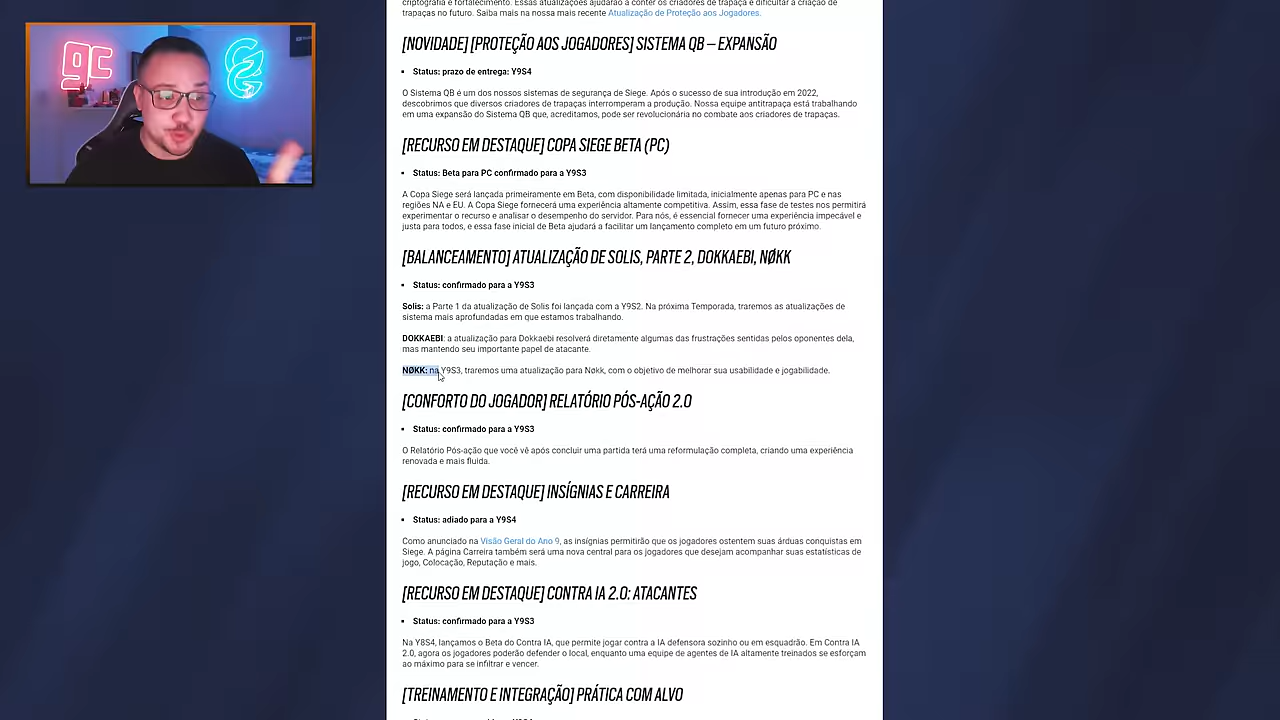 criptografia e fortalecimento. Essas atualizações ajudarão a conter os criadores de trapaça e dificultar a criação de
trapaças no futuro. Saiba mais na nossa mais recente Atualização de Proteção aos Jogadores.
[NOVIDADE] [PROTEÇÃO AOS JOGADORES] SISTEMA QB – EXPANSÃO
▪ Status: prazo de entrega: Y9S4
O Sistema QB é um dos nossos sistemas de segurança de Siege. Após o sucesso de sua introdução em 2022,
descobrimos que diversos criadores de trapaças interromperam a produção. Nossa equipe antitrapaça está trabalhando
em uma expansão do Sistema QB que, acreditamos, pode ser revolucionária no combate aos criadores de trapaças.
[RECURSO EM DESTAQUE] COPA SIEGE BETA (PC)
▪ Status: Beta para PC confirmado para a Y9S3
A Copa Siege será lançada primeiramente em Beta, com disponibilidade limitada, inicialmente apenas para PC e nas
regiões NA e EU. A Copa Siege fornecerá uma experiência altamente competitiva. Assim, essa fase de testes nos permitirá
experimentar o recurso e analisar o desempenho do servidor. Para nós, é essencial fornecer uma experiência impecável e
justa para todos, e essa fase inicial de Beta ajudará a facilitar um lançamento completo em um futuro próximo.
[BALANCEAMENTO] ATUALIZAÇÃO DE SOLIS, PARTE 2, DOKKAEBI, NØKK
▪ Status: confirmado para a Y9S3
Solis: a Parte 1 da atualização de Solis foi lançada com a Y9S2. Na próxima Temporada, traremos as atualizações de
sistema mais aprofundadas em que estamos trabalhando.
DOKKAEBI: a atualização para Dokkaebi resolverá diretamente algumas das frustrações sentidas pelos oponentes dela,
mas mantendo seu importante papel de atacante.
NØKK: na Y9S3, traremos uma atualização para Nøkk, com o objetivo de melhorar sua usabilidade e jogabilidade.
[CONFORTO DO JOGADOR] RELATÓRIO PÓS-AÇÃO 2.0
▪ Status: confirmado para a Y9S3
O Relatório Pós-ação que você vê após concluir uma partida terá uma reformulação completa, criando uma experiência
renovada e mais fluida.
[RECURSO EM DESTAQUE] INSÍGNIAS E CARREIRA
▪ Status: adiado para a Y9S4
Como anunciado na Visão Geral do Ano 9, as insígnias permitirão que os jogadores ostentem suas árduas conquistas em
Siege. A página Carreira também será uma nova central para os jogadores que desejam acompanhar suas estatísticas de
jogo, Colocação, Reputação e mais.
[RECURSO EM DESTAQUE] CONTRA IA 2.0: ATACANTES
▪ Status: confirmado para a Y9S3
Na Y8S4, lançamos o Beta do Contra IA, que permite jogar contra a IA defensora sozinho ou em esquadrão. Em Contra IA
2.0, agora os jogadores poderão defender o local, enquanto uma equipe de agentes de IA altamente treinados se esforçam
ao máximo para se infiltrar e vencer.
[TREINAMENTO E INTEGRAÇÃO] PRÁTICA COM ALVO
gc